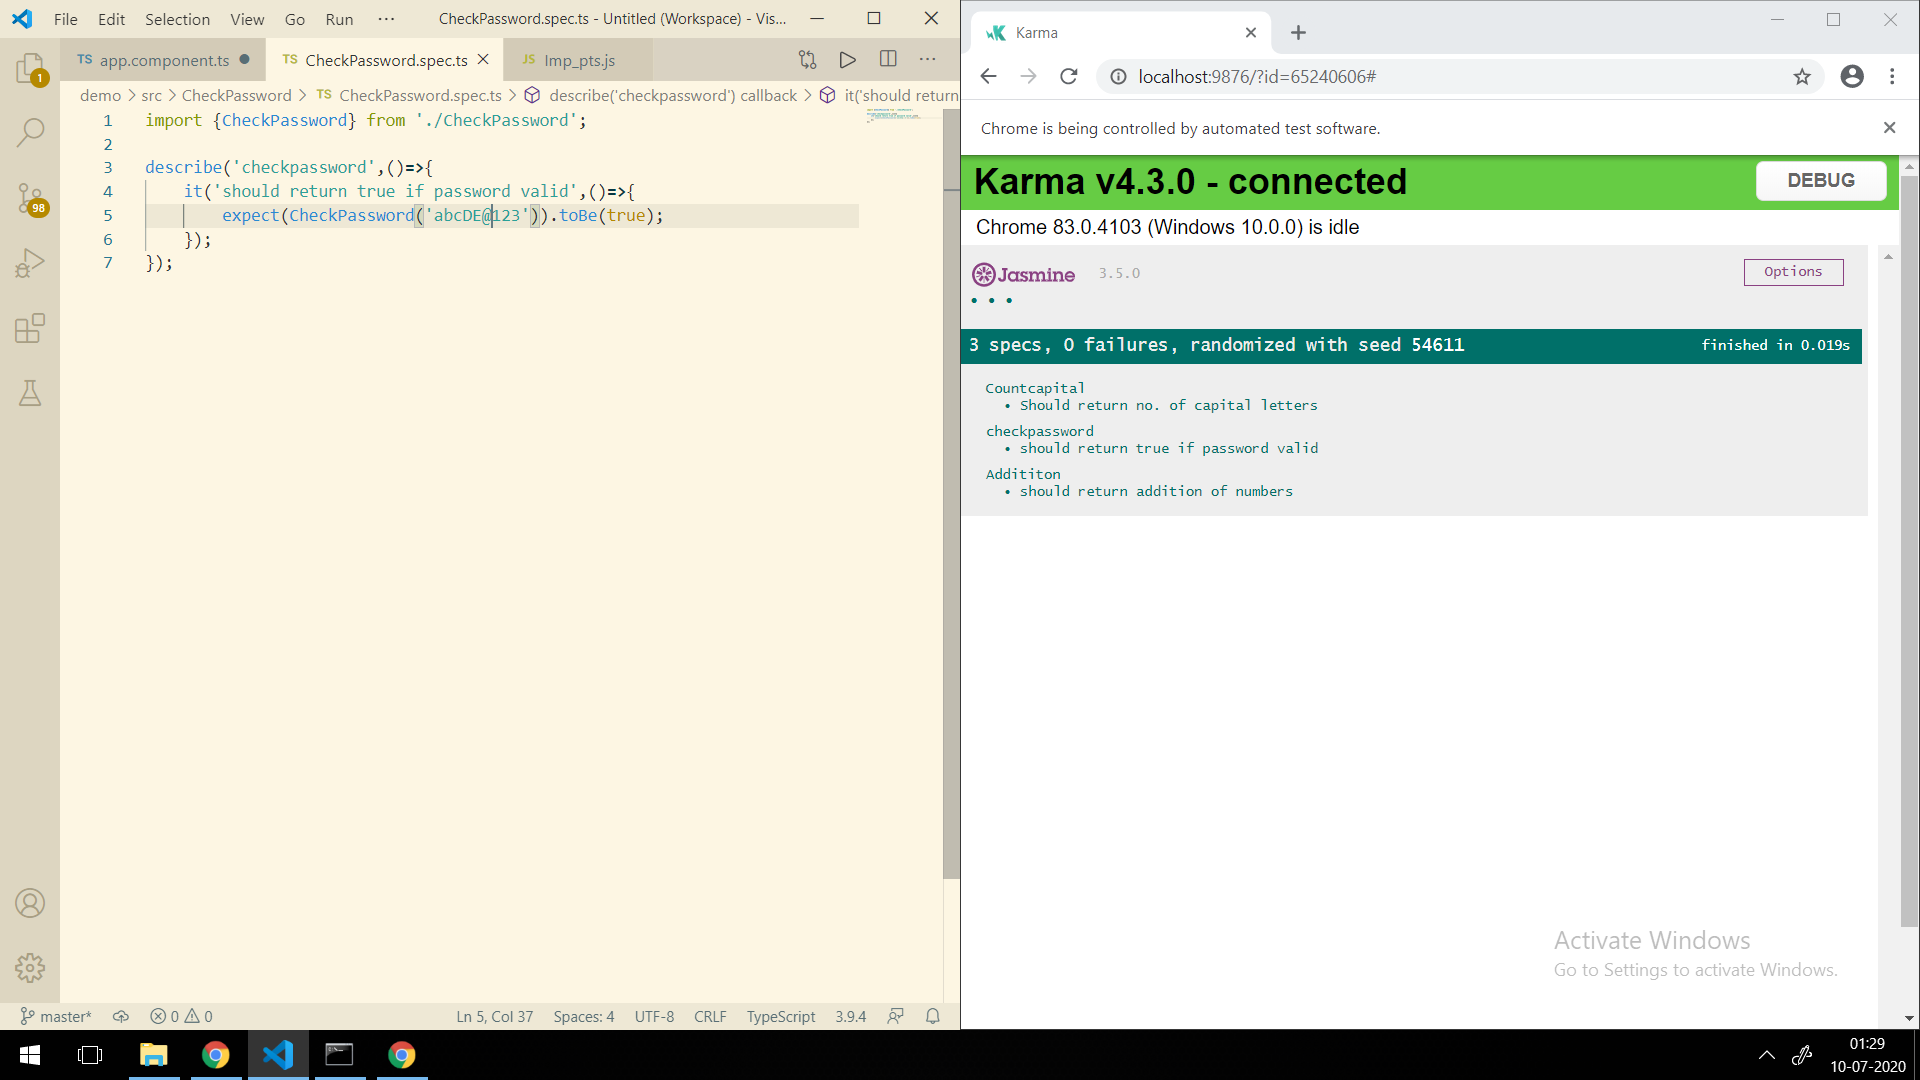 File Edit Selection View Go Run ··· CheckPassword.spec.ts - Untitled (Workspace) - Vis...
TS app.component.ts
TS CheckPassword.spec.ts
JS Imp_pts.js
demo > src > CheckPassword > TS CheckPassword.spec.ts > describe('checkpassword') callback > it('should return
1 import {CheckPassword} from './CheckPassword';
2
3 describe('checkpassword',()=>{
4 it('should return true if password valid',()=>{
5 expect(CheckPassword('abcDE@123')).toBe(true);
6 });
7 });
1
98
master* 0 0 Ln 5, Col 37 Spaces: 4 UTF-8 CRLF TypeScript 3.9.4
Karma
localhost:9876/?id=65240606#
Chrome is being controlled by automated test software.
Karma v4.3.0 - connected
DEBUG
Chrome 83.0.4103 (Windows 10.0.0) is idle
Jasmine 3.5.0
Options
• • •
3 specs, 0 failures, randomized with seed 54611 finished in 0.019s
Countcapital
• Should return no. of capital letters
checkpassword
• should return true if password valid
Addititon
• should return addition of numbers
Activate Windows
Go to Settings to activate Windows.
01:29
10-07-2020